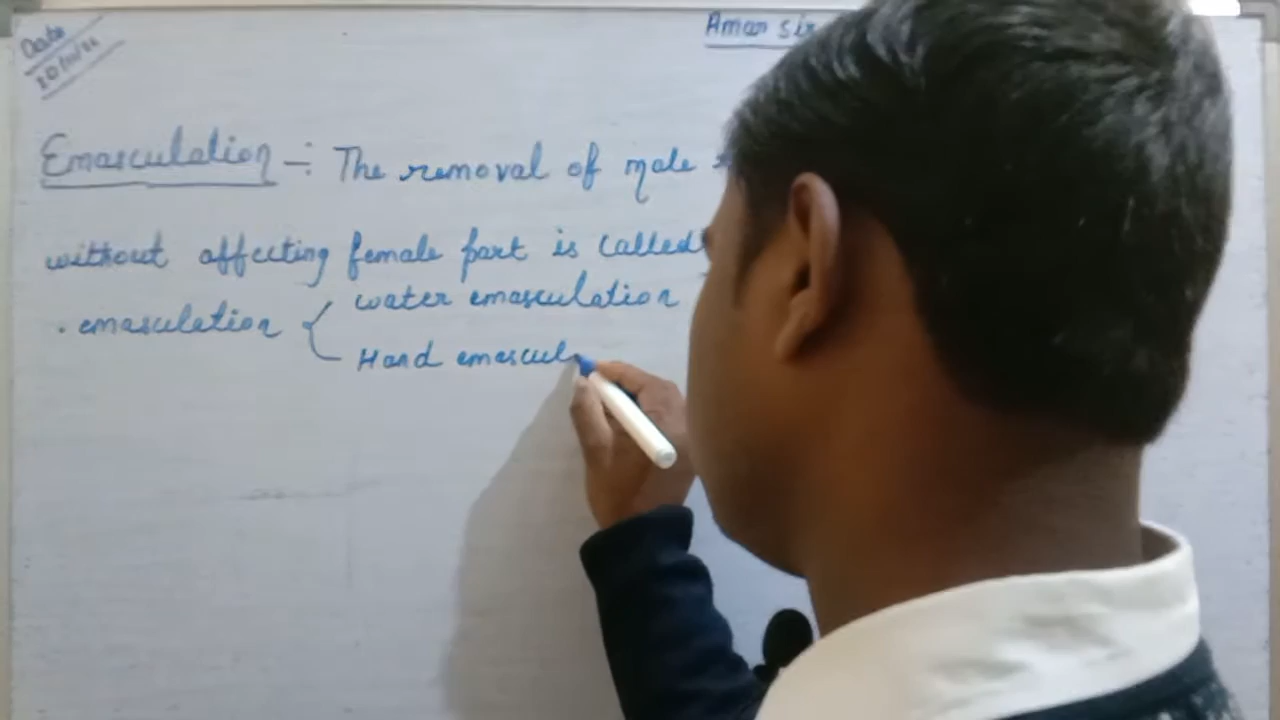 Date
Aman sir
Emasculation -: The removal of male
without affecting female part is called
. emasculation { water emasculation
Hand emascul